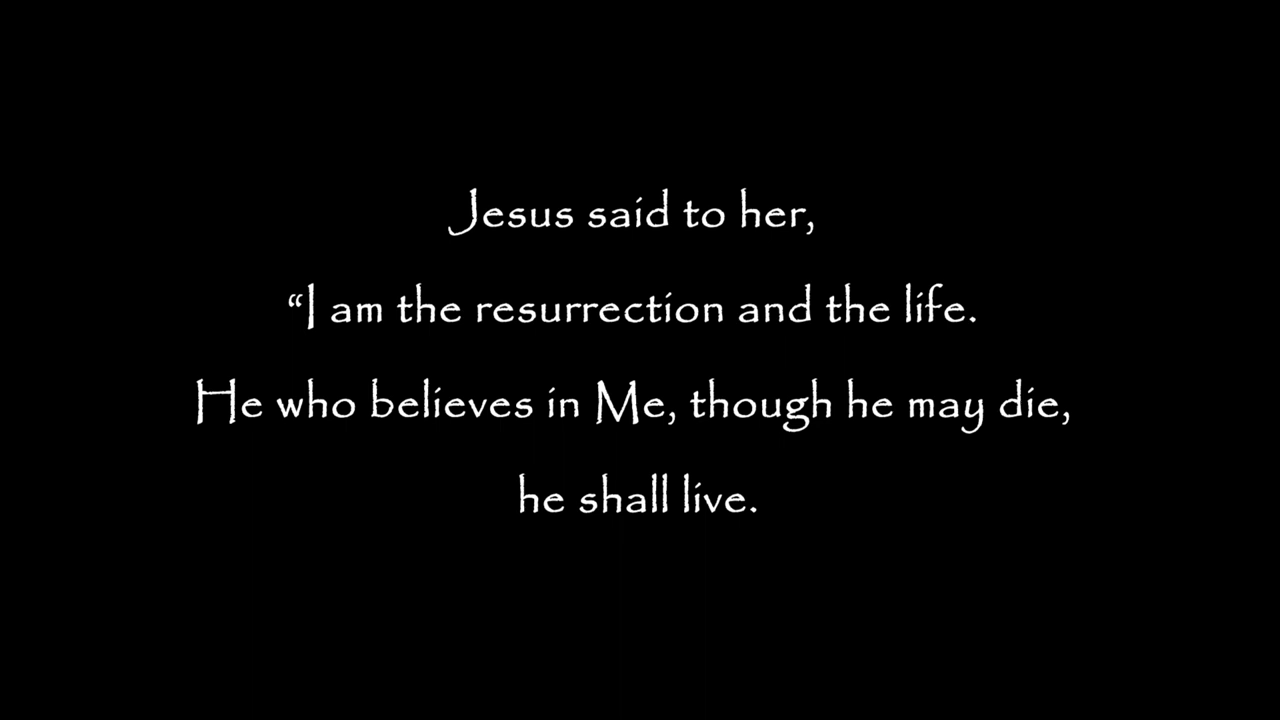 Jesus said to her,
“I am the resurrection and the life.
He who believes in Me, though he may die,
he shall live.